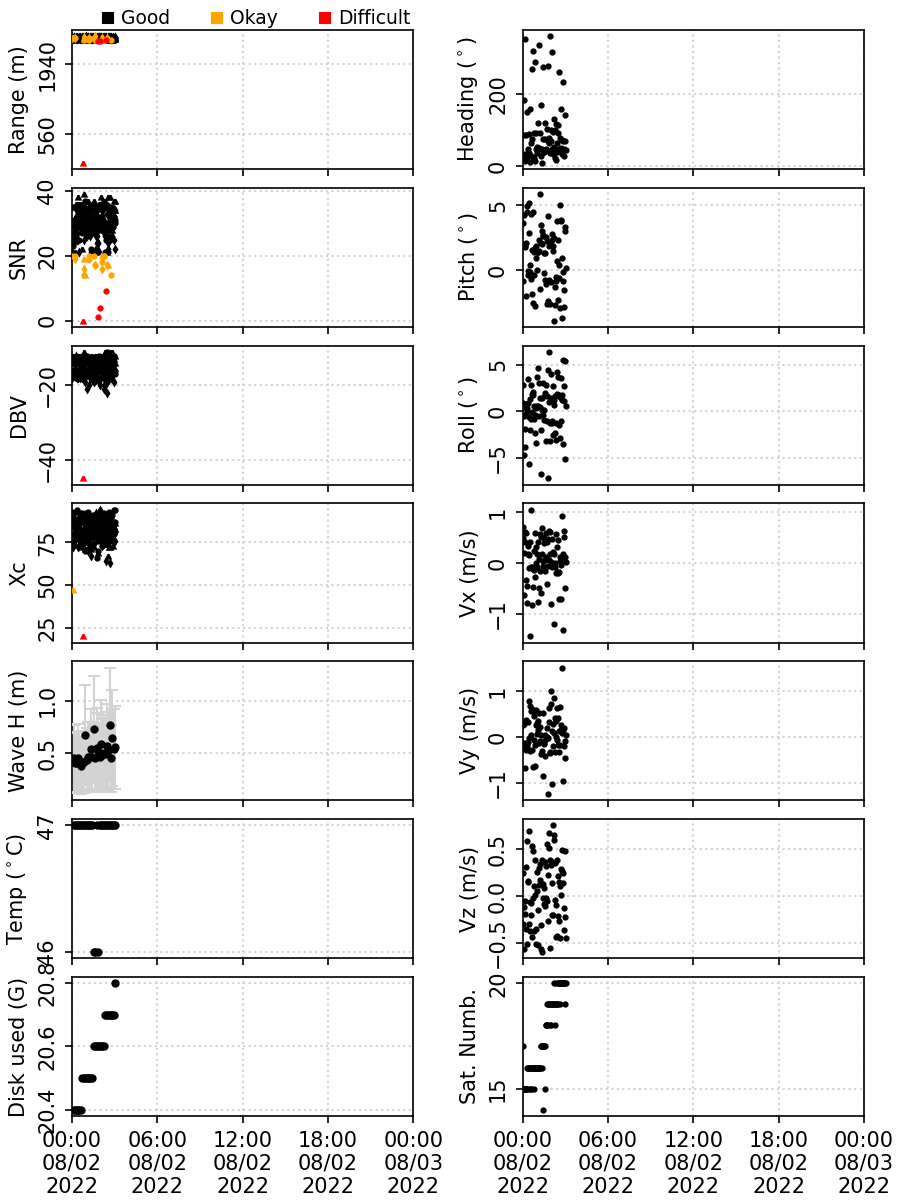 Good Okay Difficult
Range (m)
1940
560
Heading (°)
200
0
SNR
40
20
0
Pitch (°)
5
0
DBV
−20
−40
Roll (°)
5
0
−5
Xc
75
50
25
Vx (m/s)
1
0
−1
Wave H (m)
1.0
0.5
Vy (m/s)
1
0
−1
Temp (°C)
47
46
Vz (m/s)
0.5
0.0
−0.5
Disk used (G)
20.8
20.6
20.4
Sat. Numb.
20
15
00:00 06:00 12:00 18:00 00:00
08/02 08/02 08/02 08/02 08/03
2022 2022 2022 2022 2022
00:00 06:00 12:00 18:00 00:00
08/02 08/02 08/02 08/02 08/03
2022 2022 2022 2022 2022